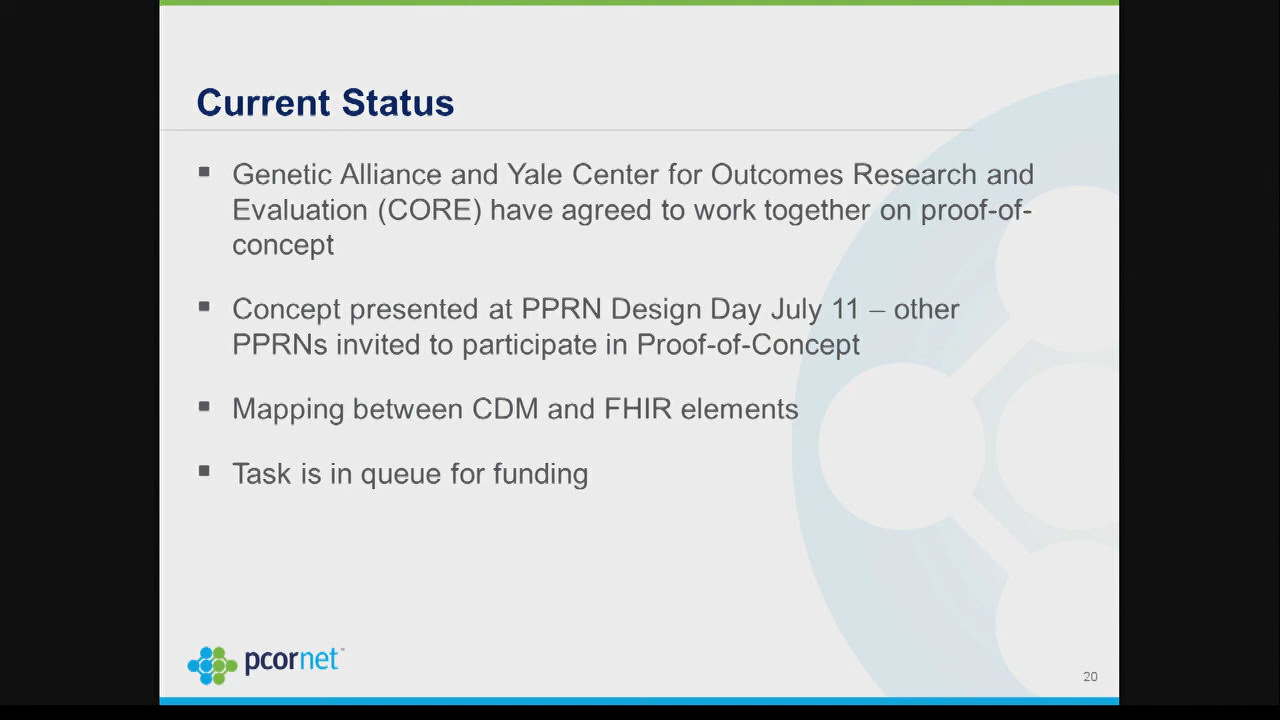 Current Status
▪ Genetic Alliance and Yale Center for Outcomes Research and
Evaluation (CORE) have agreed to work together on proof-of-
concept
▪ Concept presented at PPRN Design Day July 11 – other
PPRNs invited to participate in Proof-of-Concept
▪ Mapping between CDM and FHIR elements
▪ Task is in queue for funding
pcornet™
20